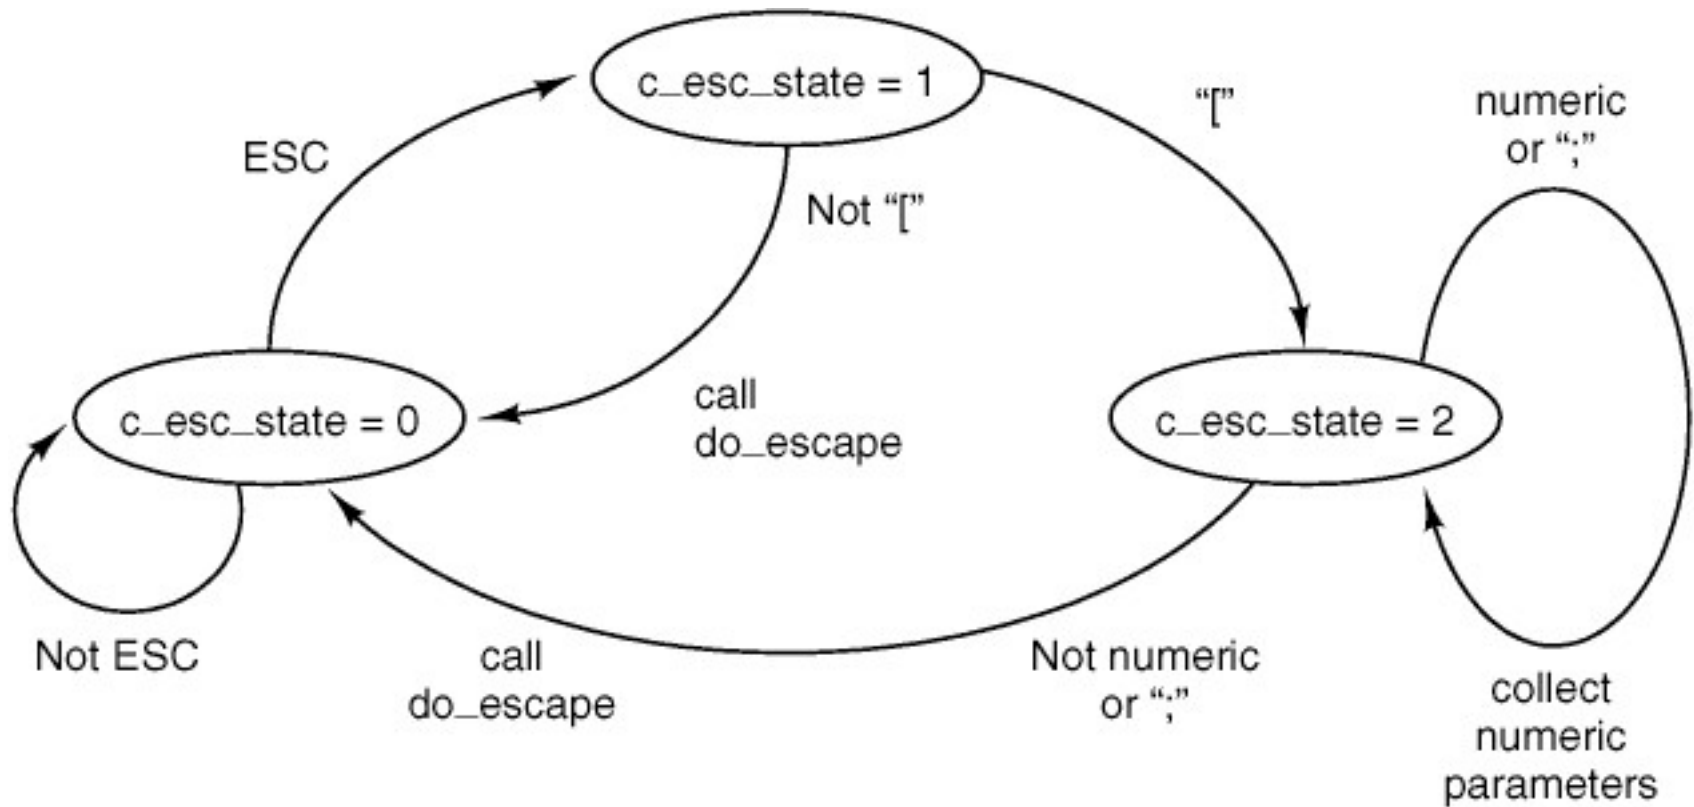 c_esc_state = 1
“[”
numeric
or “;”
ESC
Not “[”
call
do_escape
c_esc_state = 0
c_esc_state = 2
Not ESC
call
do_escape
Not numeric
or “;”
collect
numeric
parameters